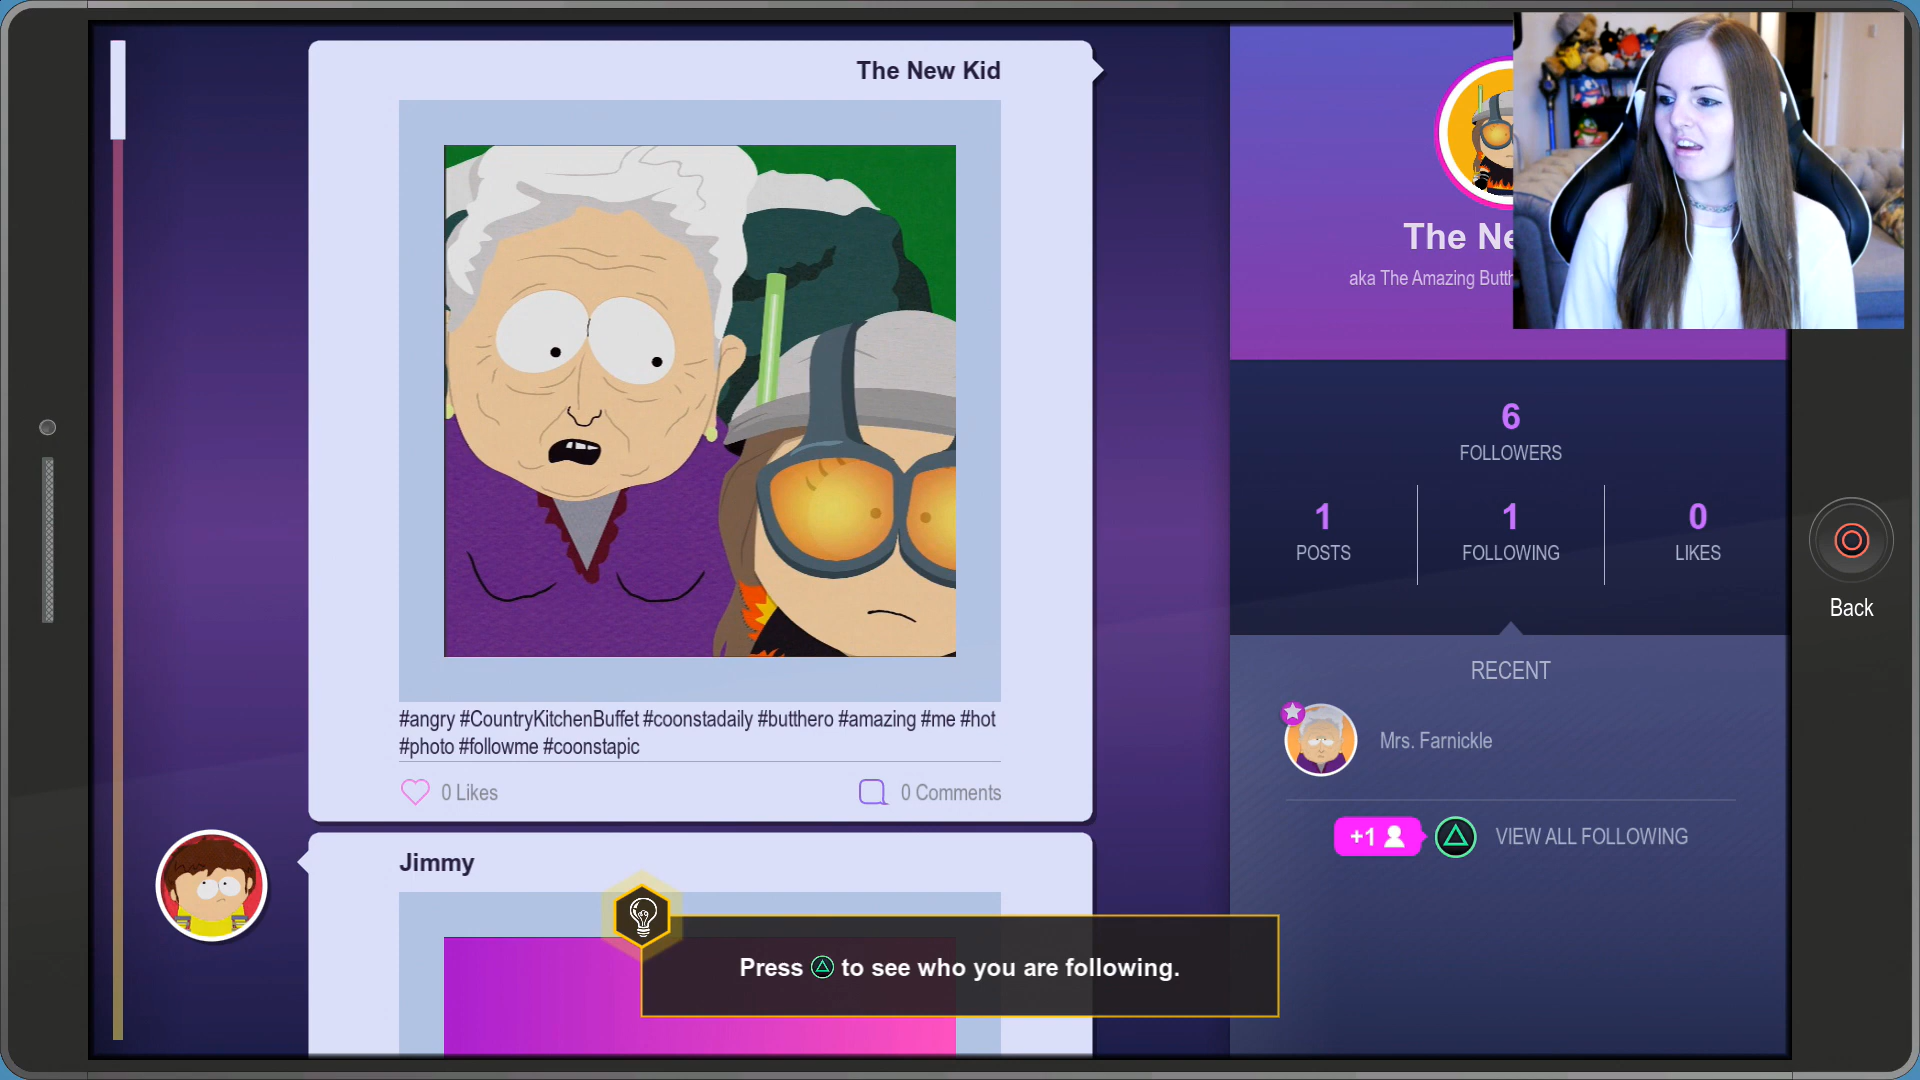 The New Kid
#angry #CountryKitchenBuffet #coonstadaily #butthero #amazing #me #hot
#photo #followme #coonstapic
0 Likes
0 Comments
Jimmy
Press to see who you are following.
The Ne
aka The Amazing Butth
6
FOLLOWERS
1
POSTS
1
FOLLOWING
0
LIKES
RECENT
Mrs. Farnickle
+1
VIEW ALL FOLLOWING
Back